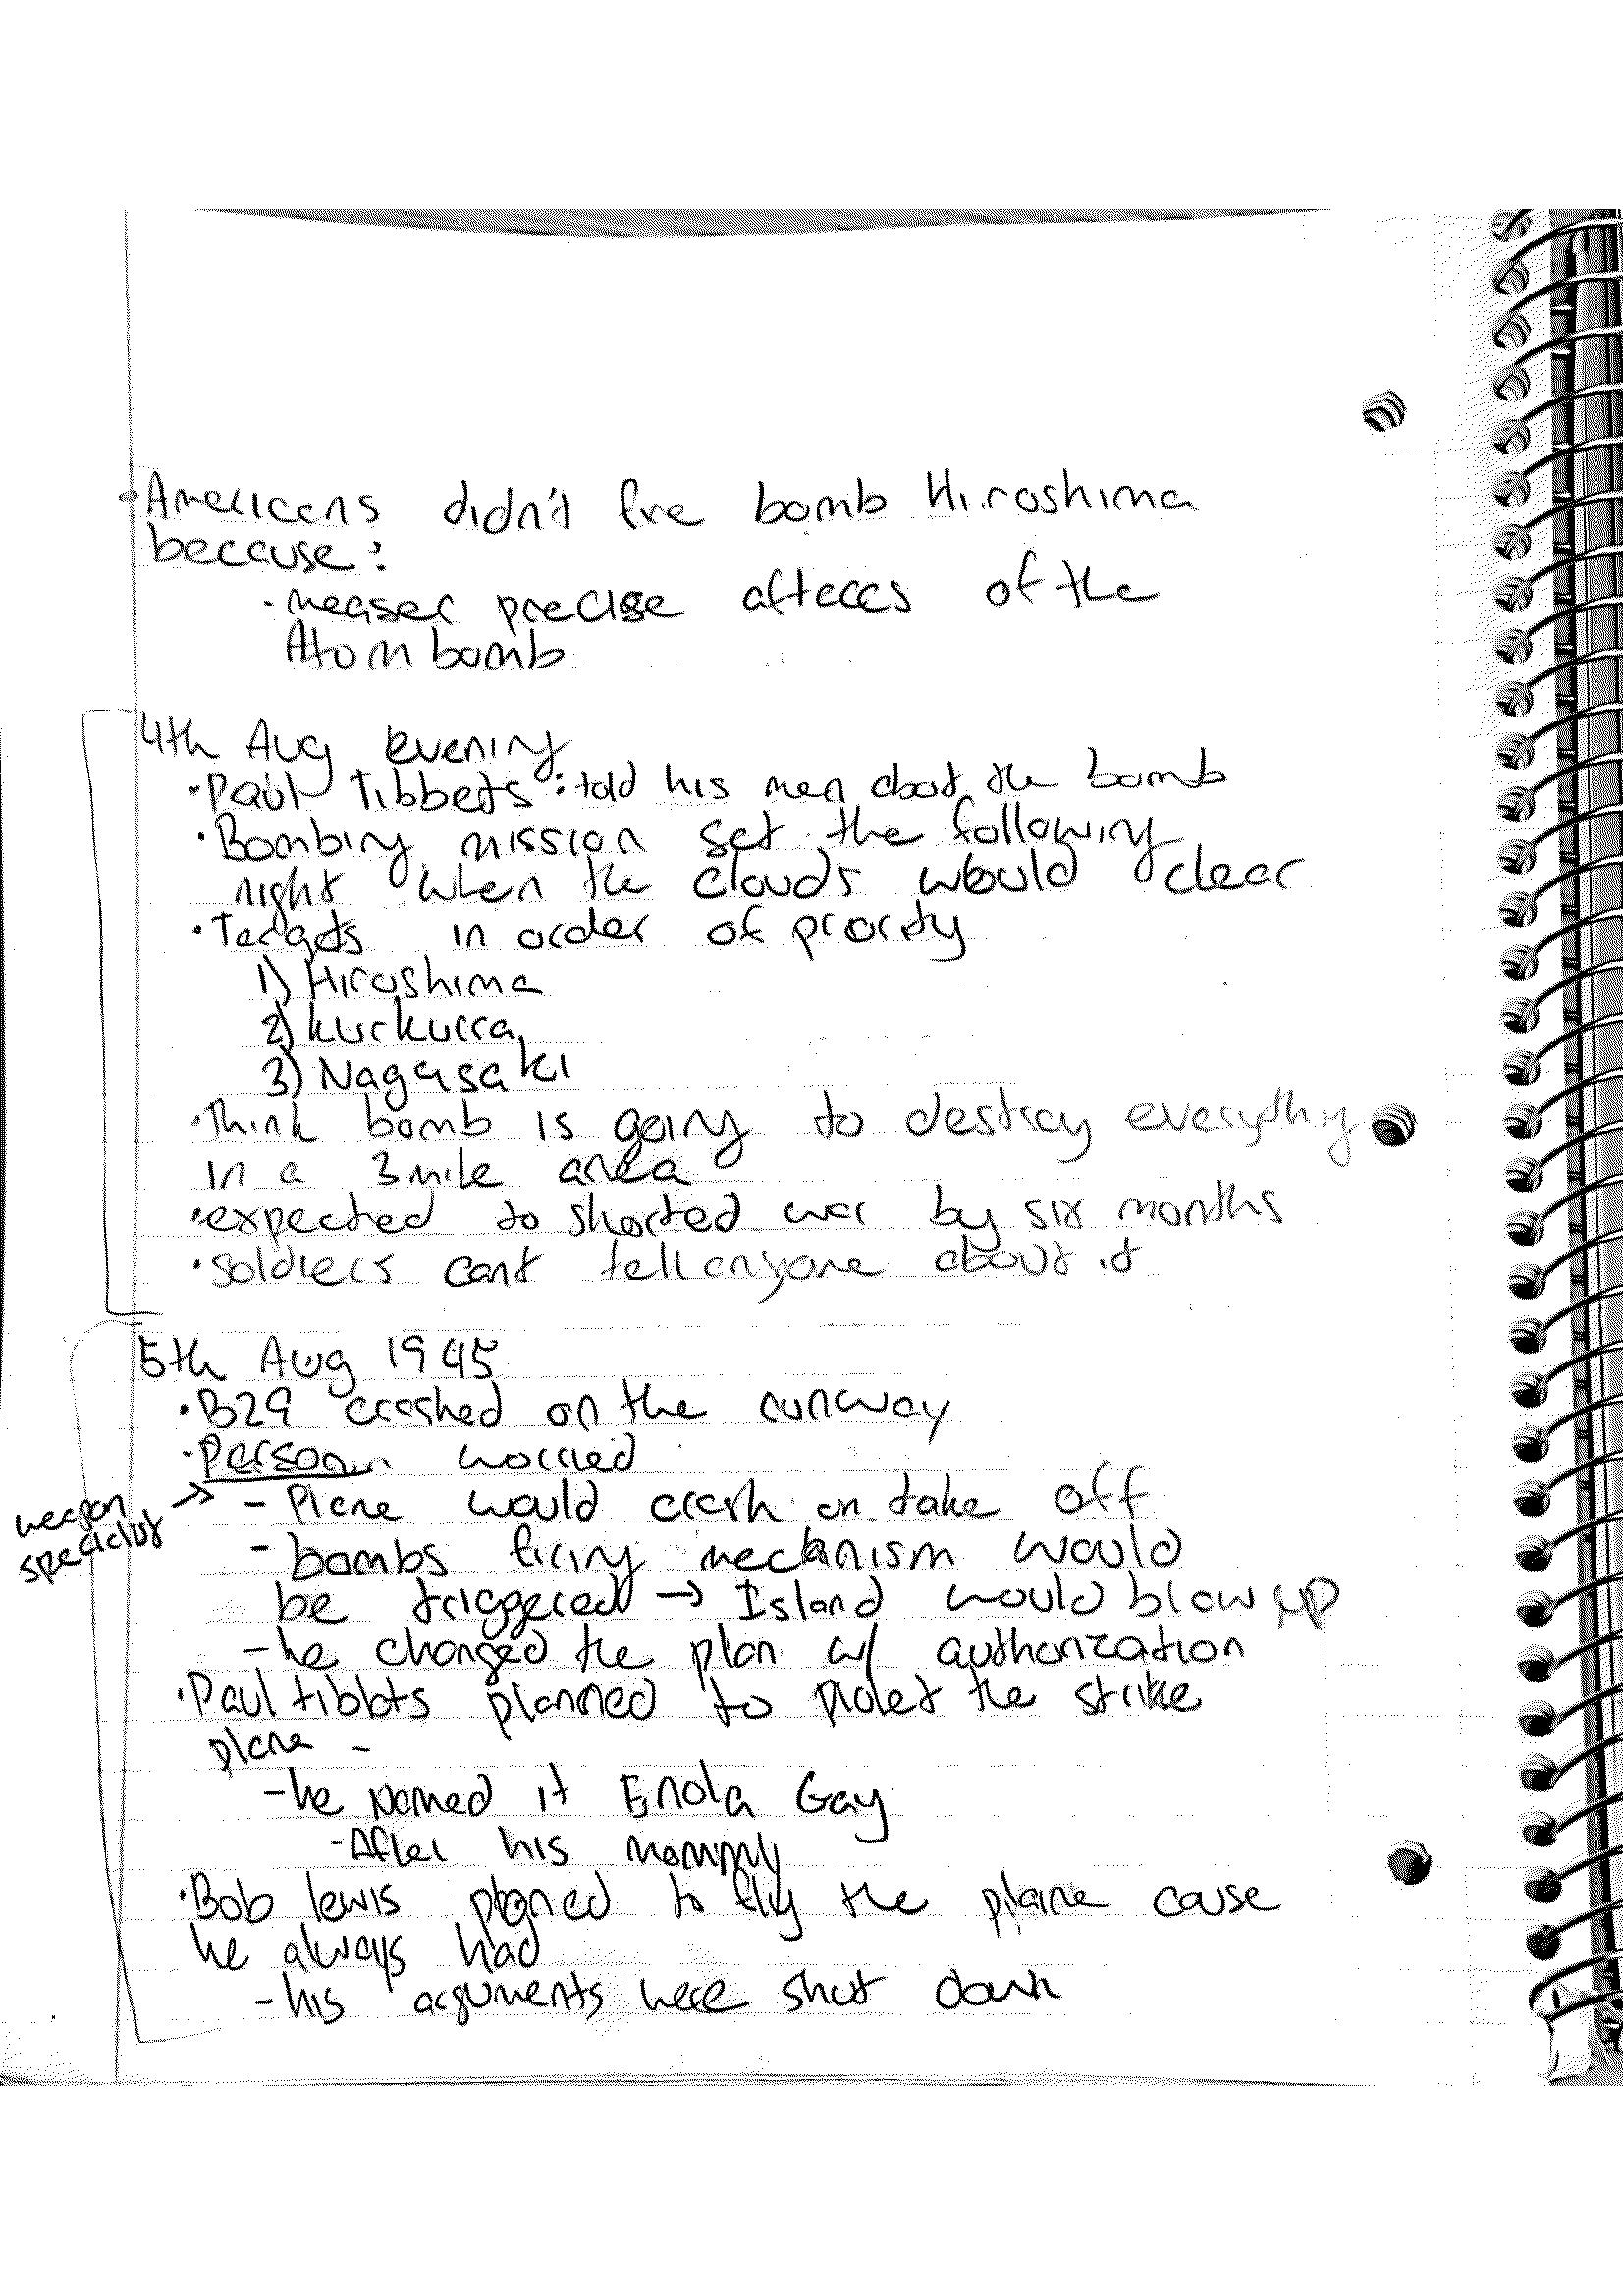 • Americans didn't fire bomb Hiroshima
because:
· measer precise aftecs of the
Atom bomb
4th Aug evening
• Paul Tibbets: told his men about the bomb
• Bombing mission set the following
night when the clouds would clear
• Targets in order of priority
1) Hiroshima
2) kurkurra
3) Nagasaki
• Think bomb is going to destroy everything
in a 3 mile area
• expected to shorted war by six months
• soldiers cant tell anyone about it
5th Aug 1945
• B29 crashed on the runway
• Person worried
weapon
specialist
→ - Plane would crash on take off
- bombs firing mechanism would
be triggered → Island would blow up
- he changed the plan w/ authorization
• Paul tibbts planned to piolet the strike
plane -
- he named it Enola Gay
- After his mommy
• Bob lewis planed to fly the plane cause
he always had
- his arguments were shut down